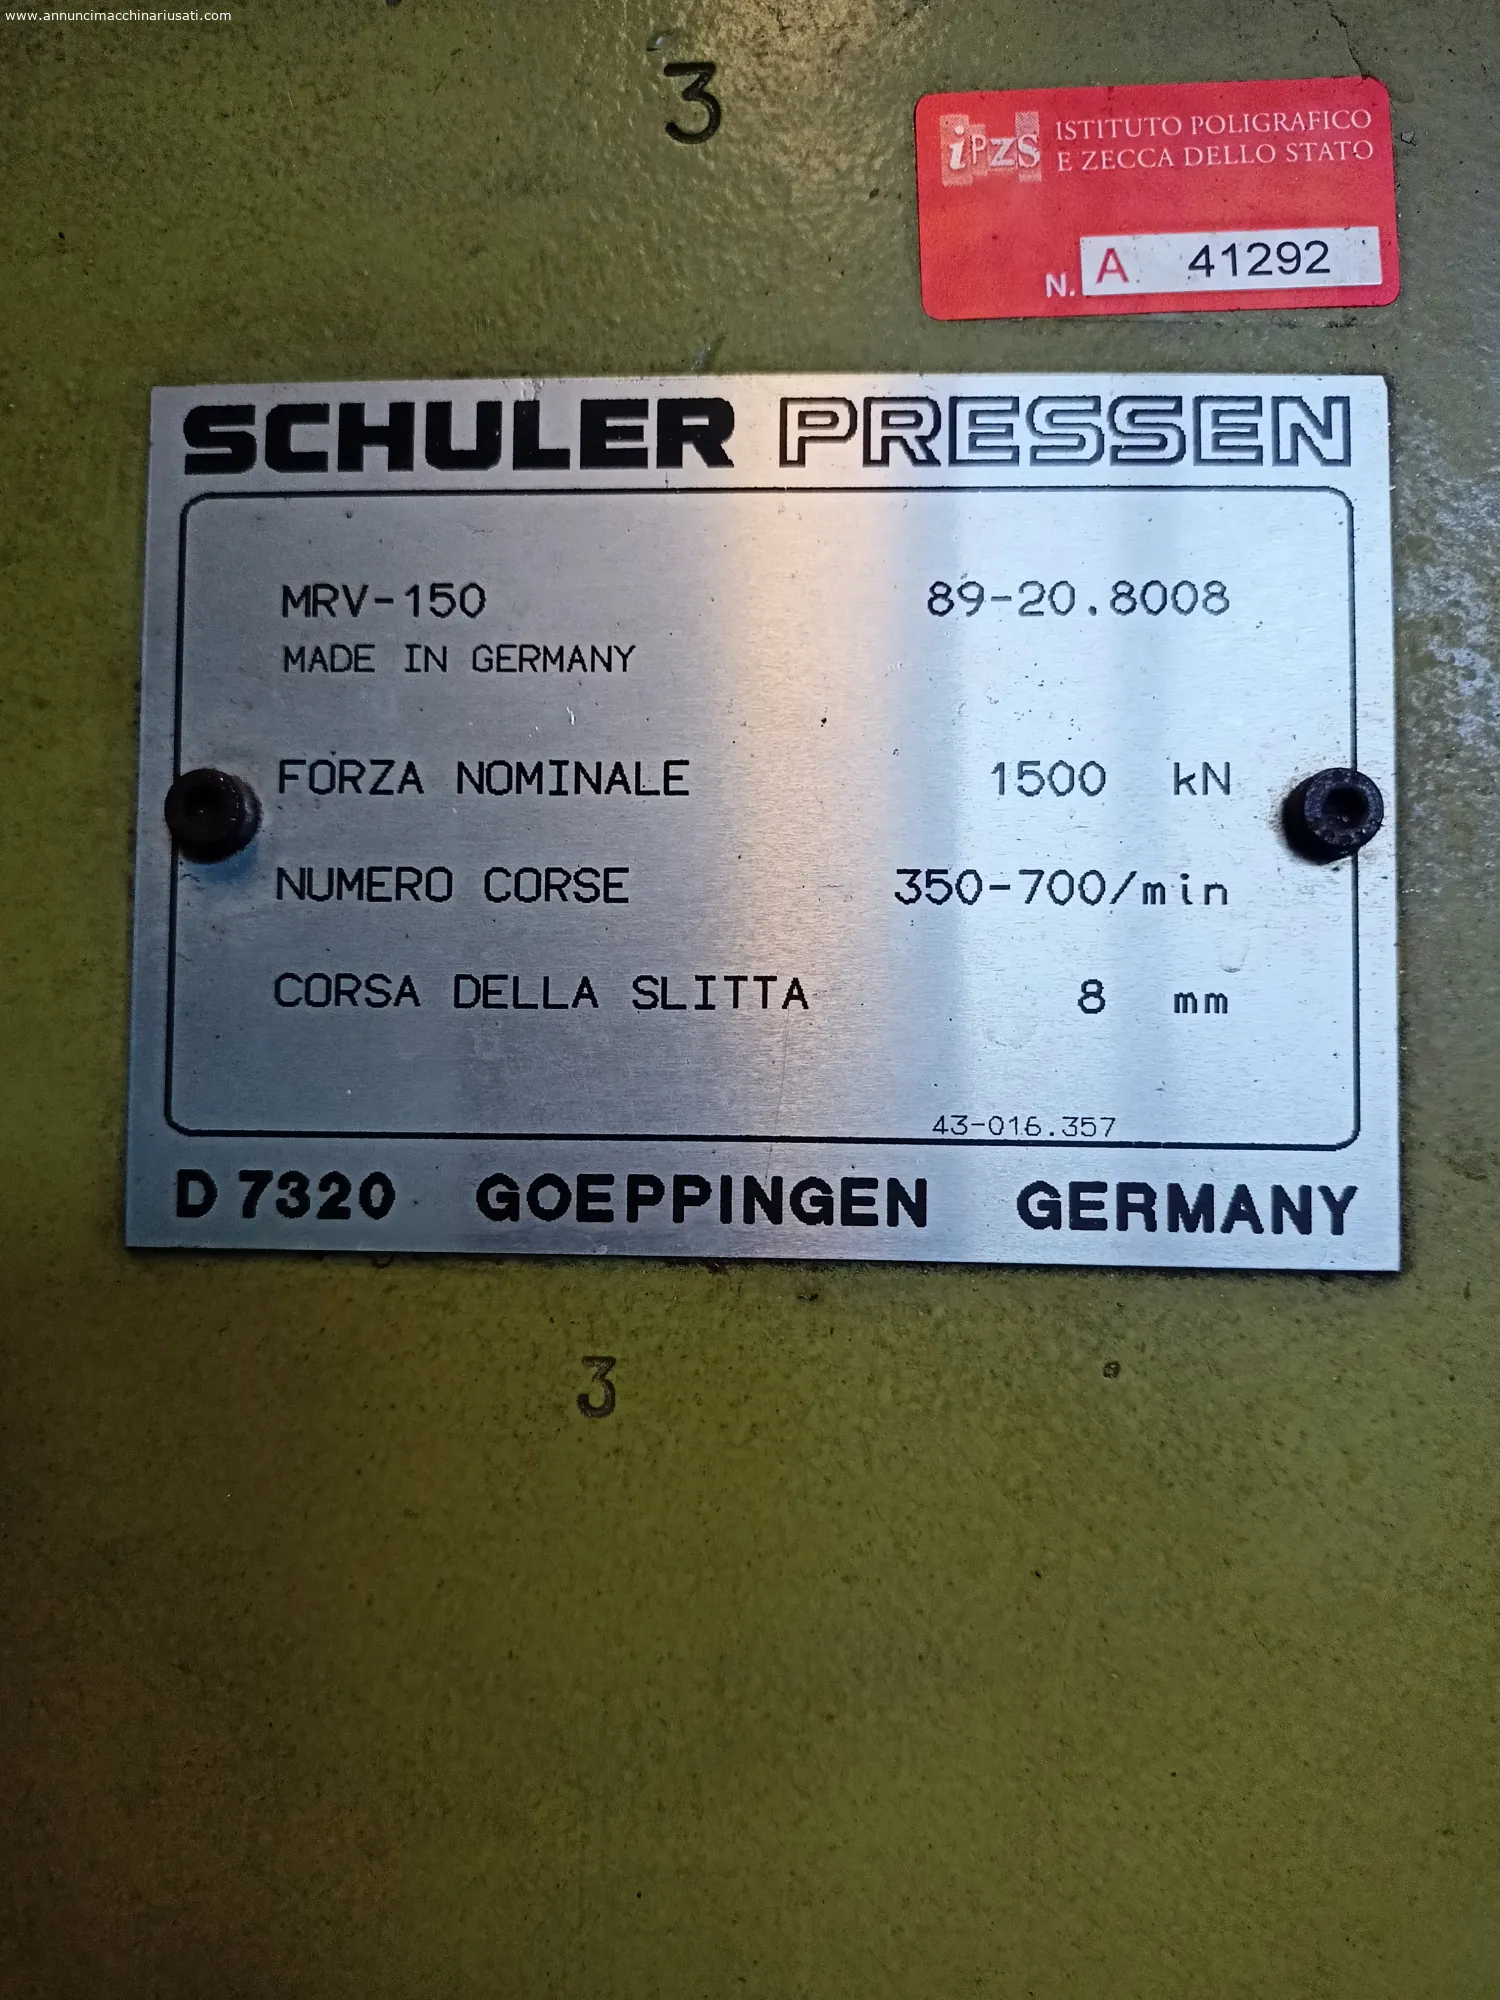 www.annuncimacchinariusati.com
3
iPZS
ISTITUTO POLIGRAFICO
E ZECCA DELLO STATO
N. A 41292
SCHULER PRESSEN
MRV-150 89-20.8008
MADE IN GERMANY
FORZA NOMINALE 1500 kN
NUMERO CORSE 350-700/min
CORSA DELLA SLITTA 8 mm
43-016.357
D 7320 GOEPPINGEN GERMANY
3